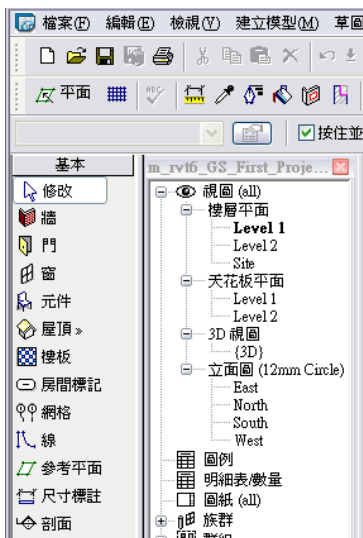 檔案(F) 編輯(E) 檢視(V) 建立模型(M) 草圖
平面 ABC
按住並
基本
修改
牆
門
窗
元件
屋頂 »
樓板
房間標記
網格
線
參考平面
尺寸標註
剖面
m_rvt6_GS_First_Proje...
視圖 (all)
樓層平面
Level 1
Level 2
Site
天花板平面
Level 1
Level 2
3D 視圖
{3D}
立面圖 (12mm Circle)
East
North
South
West
圖例
明細表/數量
圖紙 (all)
族群